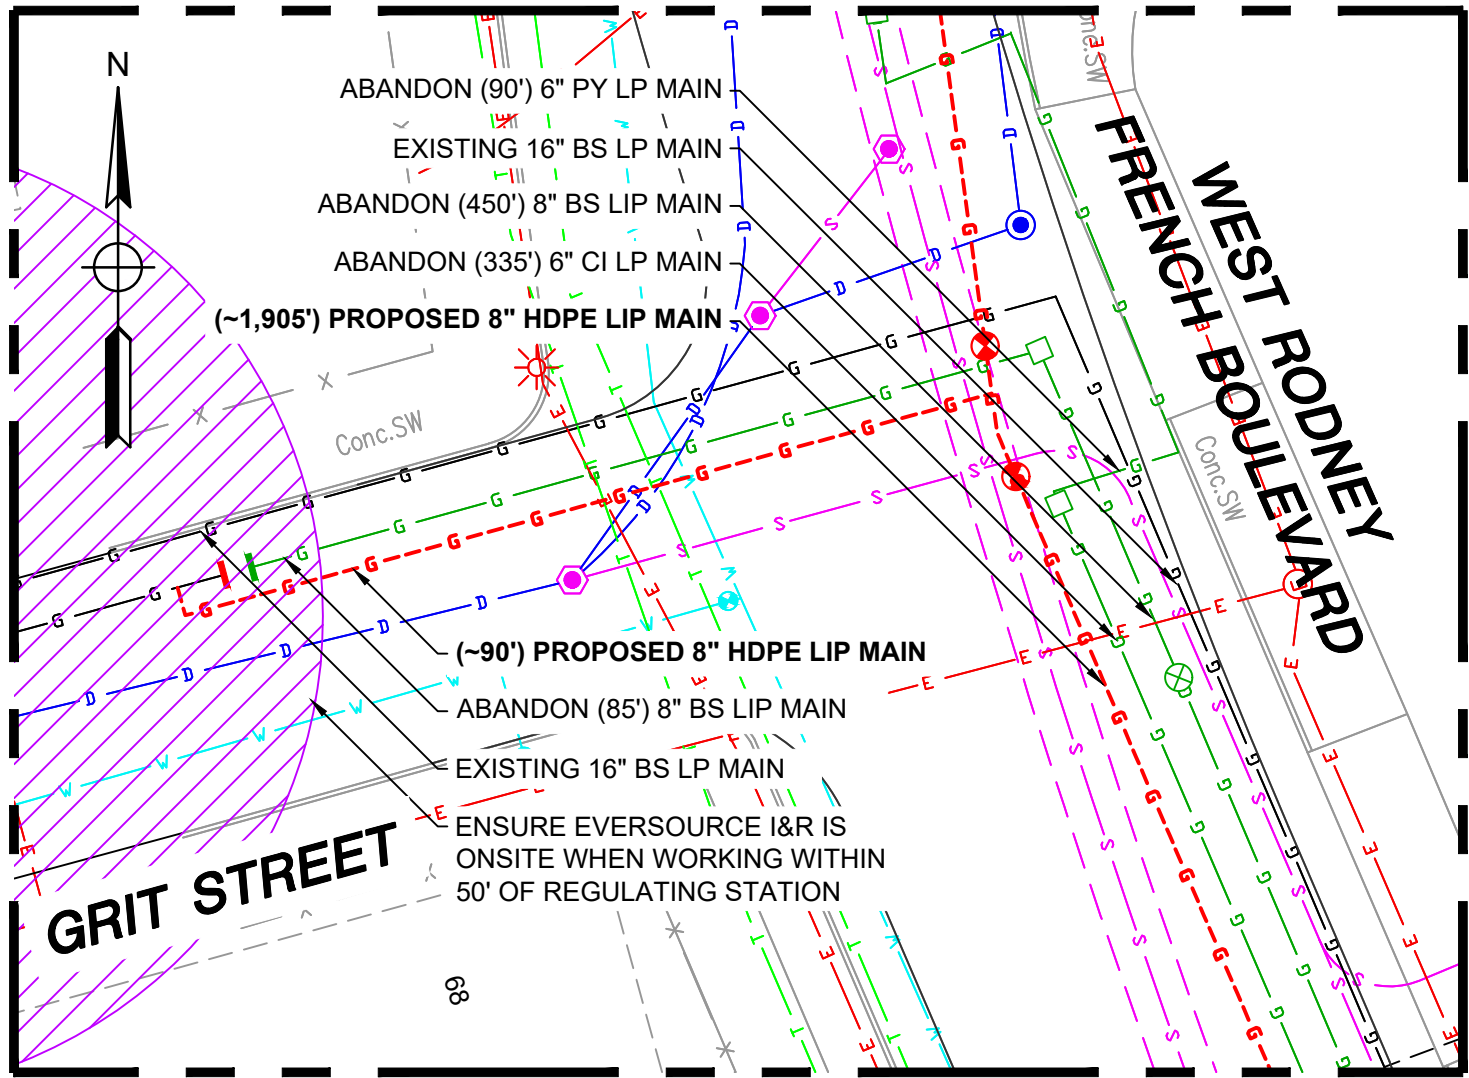 N
ABANDON (90') 6" PY LP MAIN
EXISTING 16" BS LP MAIN
ABANDON (450') 8" BS LIP MAIN
ABANDON (335') 6" CI LP MAIN
(~1,905') PROPOSED 8" HDPE LIP MAIN
Conc.SW
Conc.SW
Conc.SW
WEST RODNEY
FRENCH BOULEVARD
(~90') PROPOSED 8" HDPE LIP MAIN
ABANDON (85') 8" BS LIP MAIN
EXISTING 16" BS LP MAIN
ENSURE EVERSOURCE I&R IS
ONSITE WHEN WORKING WITHIN
50' OF REGULATING STATION
GRIT STREET
68